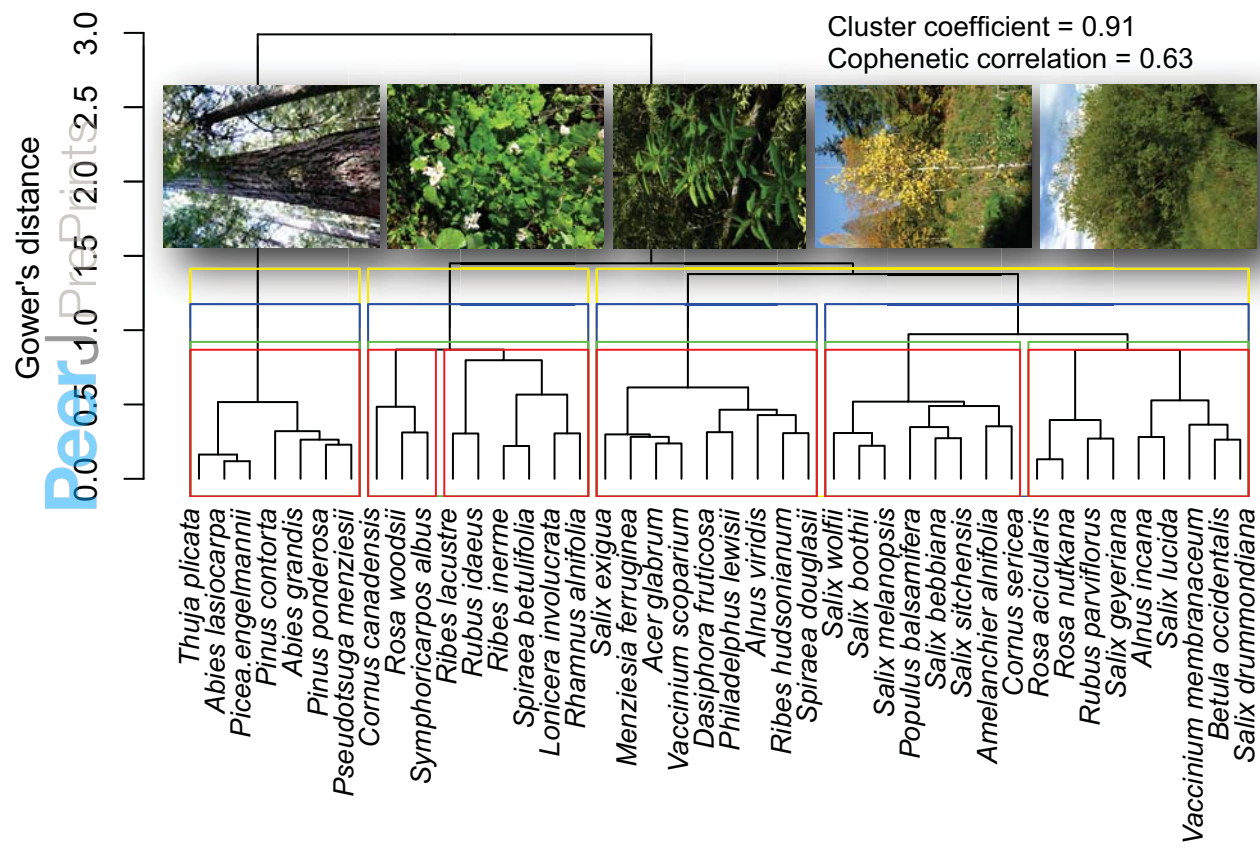 Cluster coefficient = 0.91
Cophenetic correlation = 0.63
Gower's distance
3.0
2.5
2.0
1.5
1.0
0.5
0.0
PeerJ PrePrints
Thuja plicata
Abies lasiocarpa
Picea.engelmannii
Pinus contorta
Abies grandis
Pinus ponderosa
Pseudotsuga menziesii
Cornus canadensis
Rosa woodsii
Symphoricarpos albus
Ribes lacustre
Rubus idaeus
Ribes inerme
Spiraea betulifolia
Lonicera involucrata
Rhamnus alnifolia
Salix exigua
Menziesia ferruginea
Acer glabrum
Vaccinium scoparium
Dasiphora fruticosa
Philadelphus lewisii
Alnus viridis
Ribes hudsonianum
Spiraea douglasii
Salix wolfii
Salix boothii
Salix melanopsis
Populus balsamifera
Salix bebbiana
Salix sitchensis
Amelanchier alnifolia
Cornus sericea
Rosa acicularis
Rosa nutkana
Rubus parviflorus
Salix geyeriana
Alnus incana
Salix lucida
Vaccinium membranaceum
Betula occidentalis
Salix drummondiana